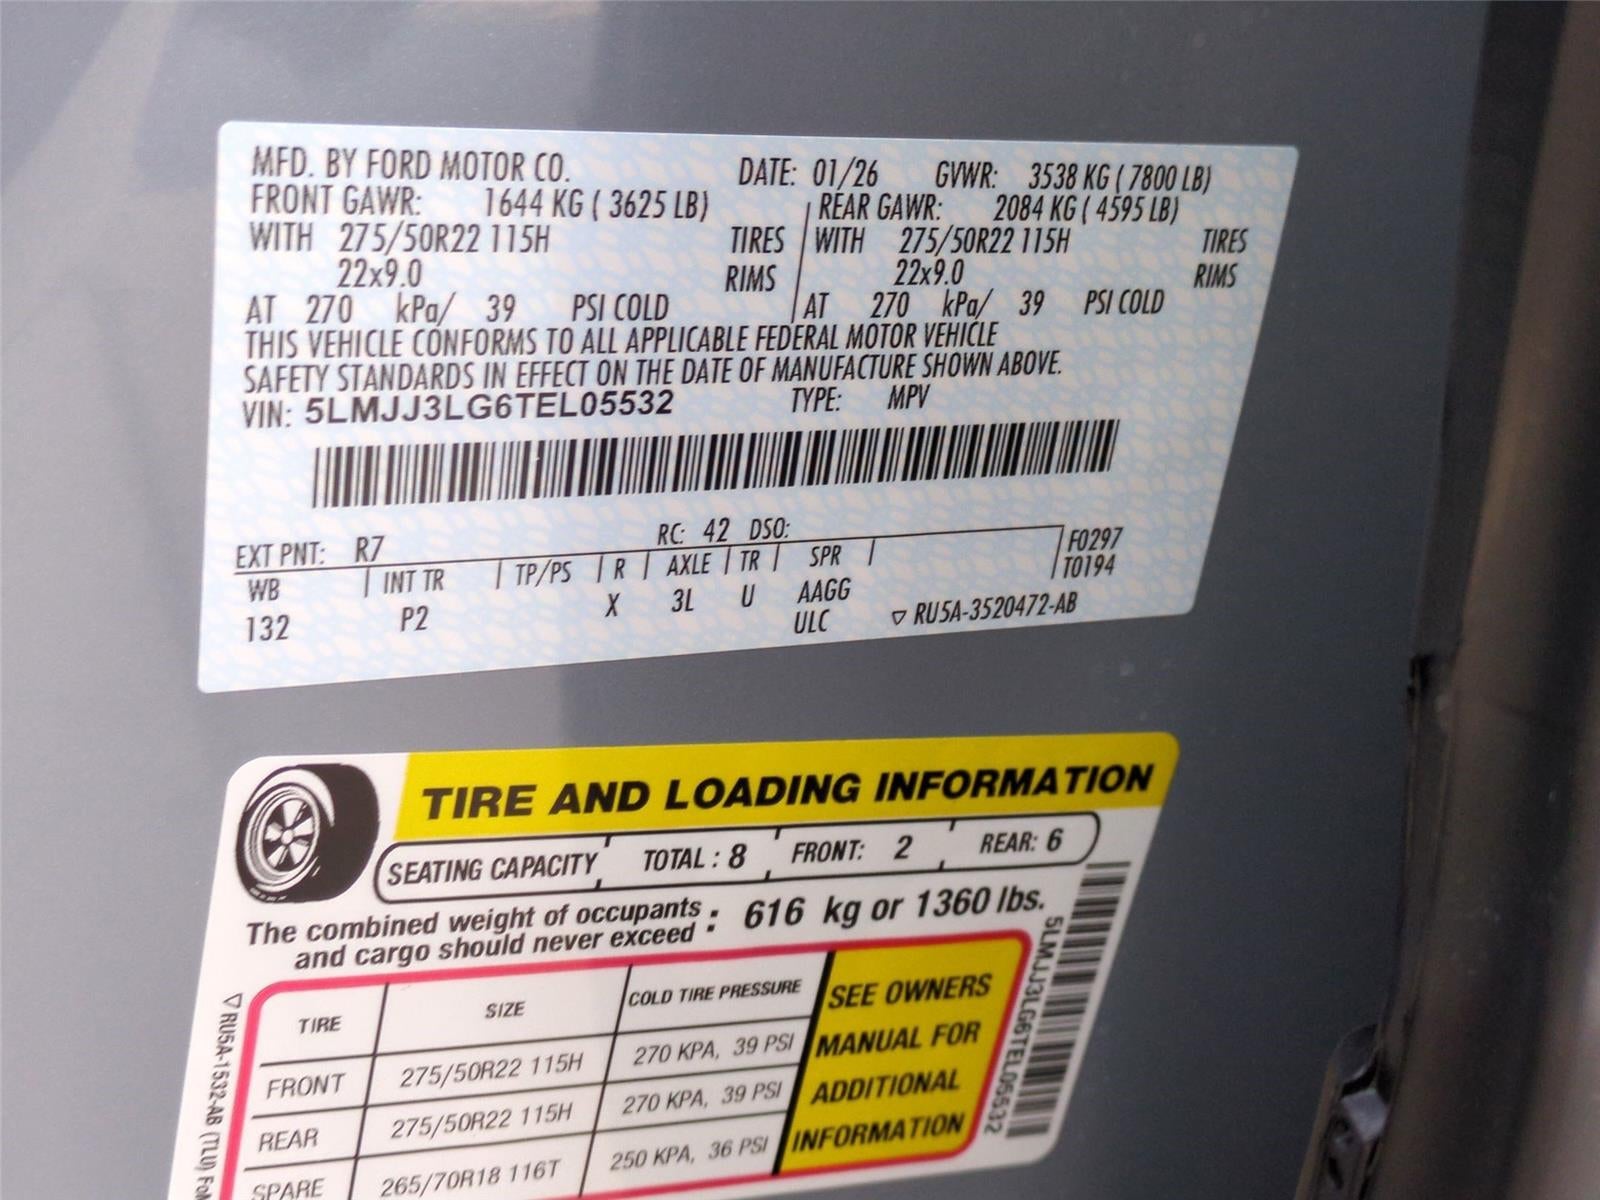 MFD. BY FORD MOTOR CO. DATE: 01/26 GVWR: 3538 KG ( 7800 LB)
FRONT GAWR: 1644 KG ( 3625 LB) REAR GAWR: 2084 KG ( 4595 LB)
WITH 275/50R22 115H TIRES WITH 275/50R22 115H TIRES
22x9.0 RIMS 22x9.0 RIMS
AT 270 kPa/ 39 PSI COLD AT 270 kPa/ 39 PSI COLD
THIS VEHICLE CONFORMS TO ALL APPLICABLE FEDERAL MOTOR VEHICLE
SAFETY STANDARDS IN EFFECT ON THE DATE OF MANUFACTURE SHOWN ABOVE.
VIN: 5LMJJ3LG6TEL05532 TYPE: MPV
EXT PNT: R7 RC: 42 DSO: F0297
WB INT TR TP/PS R AXLE TR SPR T0194
132 P2 X 3L U AAGG
ULC RU5A-3520472-AB
TIRE AND LOADING INFORMATION
SEATING CAPACITY TOTAL : 8 FRONT: 2 REAR: 6
The combined weight of occupants
and cargo should never exceed : 616 kg or 1360 lbs.
TIRE SIZE COLD TIRE PRESSURE
FRONT 275/50R22 115H 270 KPA, 39 PSI
REAR 275/50R22 115H 270 KPA, 39 PSI
SPARE 265/70R18 116T 250 KPA, 36 PSI
SEE OWNERS
MANUAL FOR
ADDITIONAL
INFORMATION
5LMJJ3LG6TEL05532
RU5A-1532-AB (TLU) FoM